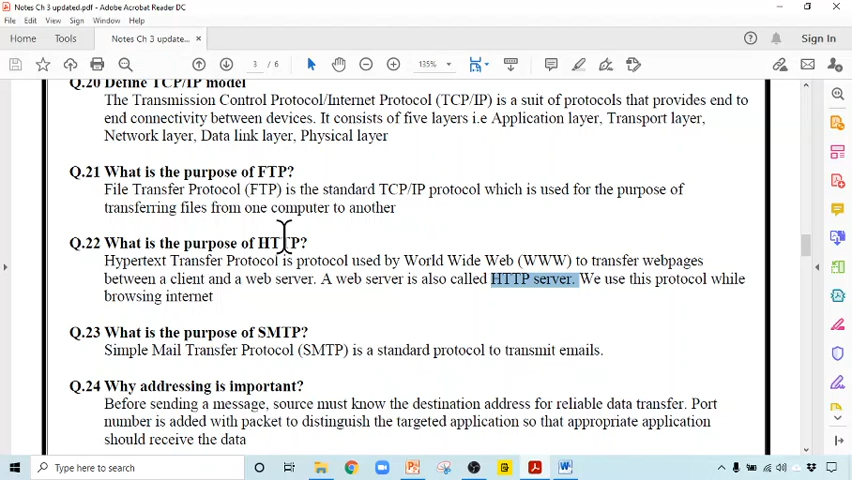 Notes Ch 3 updated.pdf - Adobe Acrobat Reader DC
File Edit View Sign Window Help
Home Tools Notes Ch 3 update... × Sign In
3 / 6 135%
Q.20 Define TCP/IP model
The Transmission Control Protocol/Internet Protocol (TCP/IP) is a suit of protocols that provides end to
end connectivity between devices. It consists of five layers i.e Application layer, Transport layer,
Network layer, Data link layer, Physical layer
Q.21 What is the purpose of FTP?
File Transfer Protocol (FTP) is the standard TCP/IP protocol which is used for the purpose of
transferring files from one computer to another
Q.22 What is the purpose of HTTP?
Hypertext Transfer Protocol is protocol used by World Wide Web (WWW) to transfer webpages
between a client and a web server. A web server is also called HTTP server. We use this protocol while
browsing internet
Q.23 What is the purpose of SMTP?
Simple Mail Transfer Protocol (SMTP) is a standard protocol to transmit emails.
Q.24 Why addressing is important?
Before sending a message, source must know the destination address for reliable data transfer. Port
number is added with packet to distinguish the targeted application so that appropriate application
should receive the data
Type here to search